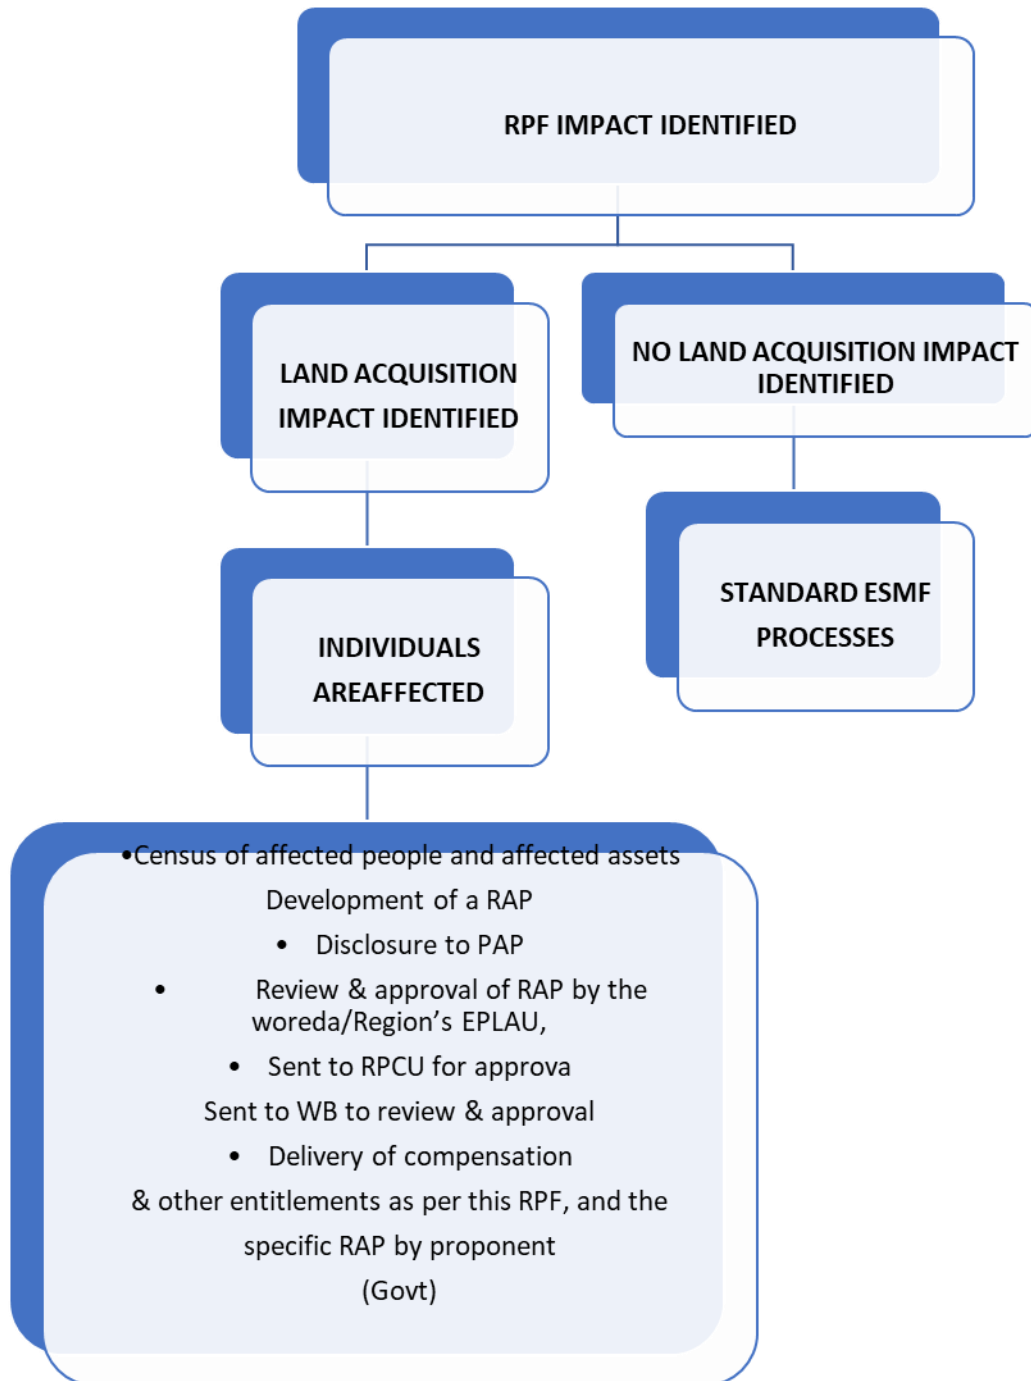 RPF IMPACT IDENTIFIED
LAND ACQUISITION
IMPACT IDENTIFIED
NO LAND ACQUISITION IMPACT
IDENTIFIED
INDIVIDUALS
AREAFFECTED
STANDARD ESMF
PROCESSES
•Census of affected people and affected assets
Development of a RAP
• Disclosure to PAP
• Review & approval of RAP by the
woreda/Region’s EPLAU,
• Sent to RPCU for approva
Sent to WB to review & approval
• Delivery of compensation
& other entitlements as per this RPF, and the
specific RAP by proponent
(Govt)